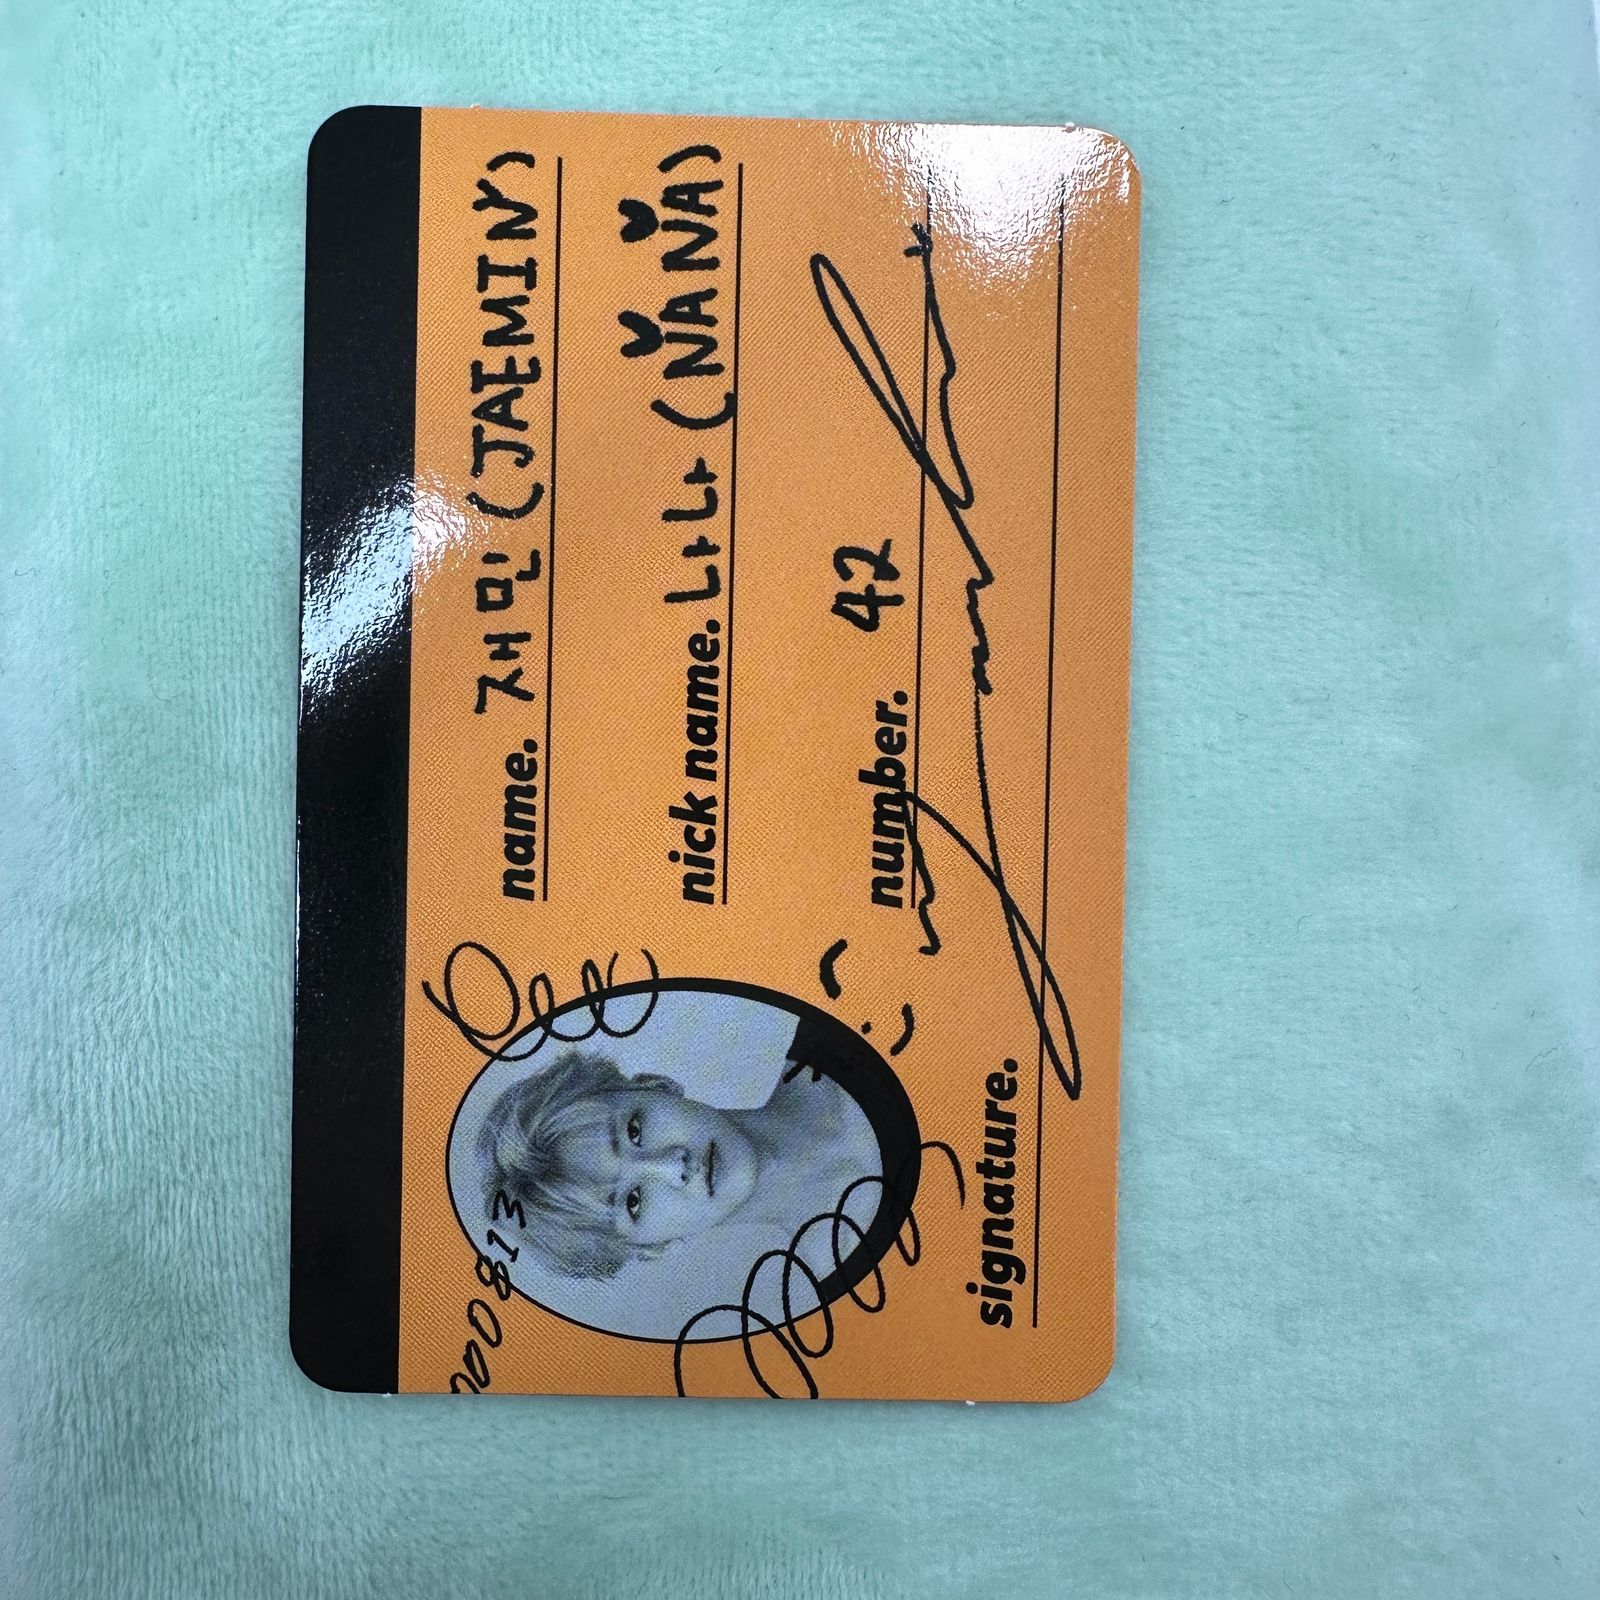 name. 재민 (JAEMIN)
nick name. 나나 (NANA)
number. 42
000813
signature.